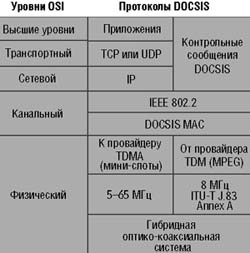 Уровни OSI
Протоколы DOCSIS
Высшие уровни
Приложения
Контрольные
сообщения
DOCSIS
Транспортный
TCP или UDP
Сетевой
IP
Канальный
IEEE 802.2
DOCSIS MAC
Физический
К провайдеру
TDMA
(мини-слоты)
От провайдера
TDM (MPEG)
5–65 МГц
8 МГц
ITU-T J.83
Annex A
Гибридная
оптико-коаксиальная
система